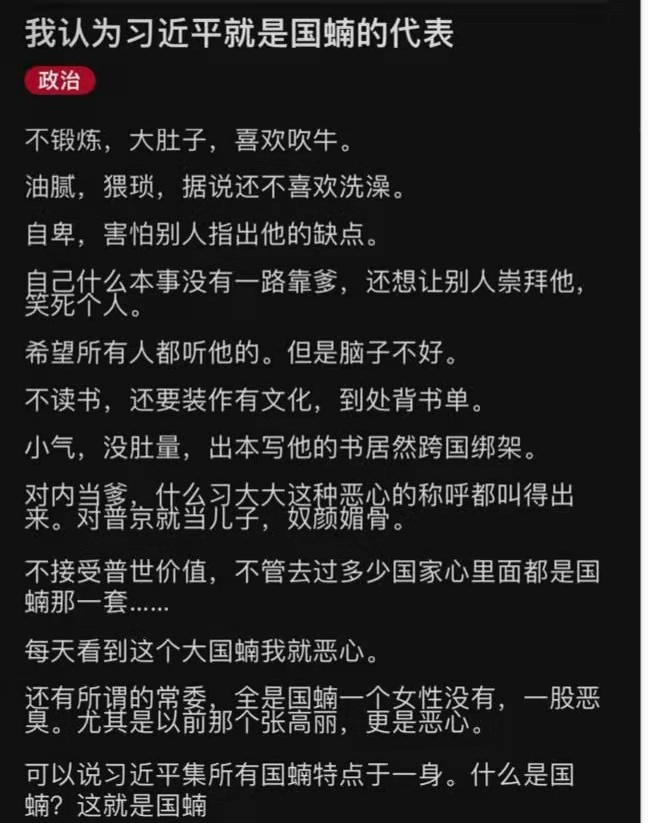 我认为习近平就是国蝻的代表
政治
不锻炼，大肚子，喜欢吹牛。
油腻，猥琐，据说还不喜欢洗澡。
自卑，害怕别人指出他的缺点。
自己什么本事没有一路靠爹，还想让别人崇拜他，
笑死个人。
希望所有人都听他的。但是脑子不好。
不读书，还要装作有文化，到处背书单。
小气，没肚量，出本写他的书居然跨国绑架。
对内当爹，什么习大大这种恶心的称呼都叫得出
来。对普京就当儿子，奴颜媚骨。
不接受普世价值，不管去过多少国家心里面都是国
蝻那一套……
每天看到这个大国蝻我就恶心。
还有所谓的常委，全是国蝻一个女性没有，一股恶
臭。尤其是以前那个张高丽，更是恶心。
可以说习近平集所有国蝻特点于一身。什么是国
蝻？这就是国蝻